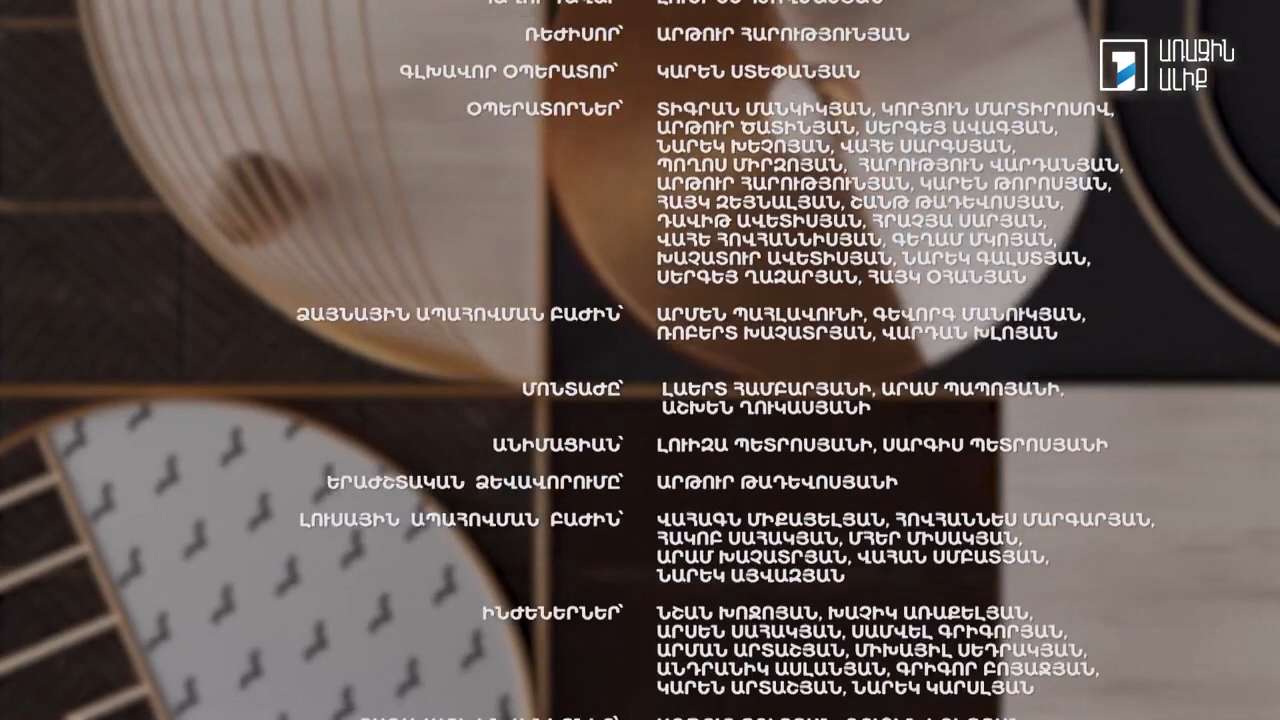 ՌԵԺԻՍՈՐ՝ ԱՐԹՈՒՐ ՀԱՐՈՒԹՅՈՒՆՅԱՆ
ԱՌԱՋԻՆ
ԱԼԻՔ
ԳԼԽԱՎՈՐ ՕՊԵՐԱՏՈՐ՝ ԿԱՐԵՆ ՍՏԵՓԱՆՅԱՆ
ՕՊԵՐԱՏՈՐՆԵՐ՝ ՏԻԳՐԱՆ ՄԱՆԿԻԿՅԱՆ, ԿՈՐՅՈՒՆ ՄԱՐՏԻՐՈՍՈՎ,
ԱՐԹՈՒՐ ԾԱՏԻՆՅԱՆ, ՍԵՐԳԵՅ ԱՎԱԳՅԱՆ,
ՆԱՐԵԿ ԽԵՉՈՅԱՆ, ՎԱՀԵ ՍԱՐԳՍՅԱՆ,
ՊՈՂՈՍ ՄԻՐԶՈՅԱՆ, ՀԱՐՈՒԹՅՈՒՆ ՎԱՐԴԱՆՅԱՆ,
ԱՐԹՈՒՐ ՀԱՐՈՒԹՅՈՒՆՅԱՆ, ԿԱՐԵՆ ԹՈՐՈՍՅԱՆ,
ՀԱՅԿ ԶԵՅՆԱԼՅԱՆ, ՇԱՆԹ ԹԱԴԵՎՈՍՅԱՆ,
ԴԱՎԻԹ ԱՎԵՏԻՍՅԱՆ, ՀՐԱՉՅԱ ՍԱՐՅԱՆ,
ՎԱՀԵ ՀՈՎՀԱՆՆԻՍՅԱՆ, ԳԵՂԱՄ ՄԿՈՅԱՆ,
ԽԱՉԱՏՈՒՐ ԱՎԵՏԻՍՅԱՆ, ՆԱՐԵԿ ԳԱԼՍՏՅԱՆ,
ՍԵՐԳԵՅ ՂԱԶԱՐՅԱՆ, ՀԱՅԿ ՕՀԱՆՅԱՆ
ՁԱՅՆԱՅԻՆ ԱՊԱՀՈՎՄԱՆ ԲԱԺԻՆ՝ ԱՐՄԵՆ ՊԱՀԼԱՎՈՒՆԻ, ԳԵՎՈՐԳ ՄԱՆՈՒԿՅԱՆ,
ՌՈԲԵՐՏ ԽԱՉԱՏՐՅԱՆ, ՎԱՐԴԱՆ ԽԼՈՅԱՆ
ՄՈՆՏԱԺԸ՝ ԼԱԵՐՏ ՀԱՄԲԱՐՅԱՆԻ, ԱՐԱՄ ՊԱՊՈՅԱՆԻ,
ԱՇԽԵՆ ՂՈՒԿԱՍՅԱՆԻ
ԱՆԻՄԱՑԻԱՆ՝ ԼՈՒԻԶԱ ՊԵՏՐՈՍՅԱՆԻ, ՍԱՐԳԻՍ ՊԵՏՐՈՍՅԱՆԻ
ԵՐԱԺՇՏԱԿԱՆ ՁԵՎԱՎՈՐՈՒՄԸ՝ ԱՐԹՈՒՐ ԹԱԴԵՎՈՍՅԱՆԻ
ԼՈՒՍԱՅԻՆ ԱՊԱՀՈՎՄԱՆ ԲԱԺԻՆ՝ ՎԱՀԱԳՆ ՄԻՔԱՅԵԼՅԱՆ, ՀՈՎՀԱՆՆԵՍ ՄԱՐԳԱՐՅԱՆ,
ՀԱԿՈԲ ՍԱՀԱԿՅԱՆ, ՄՀԵՐ ՄԻՍԱԿՅԱՆ,
ԱՐԱՄ ԽԱՉԱՏՐՅԱՆ, ՎԱՀԱՆ ՍՄԲԱՏՅԱՆ,
ՆԱՐԵԿ ԱՅՎԱԶՅԱՆ
ԻՆԺԵՆԵՐՆԵՐ՝ ՆՇԱՆ ԽՈՋՈՅԱՆ, ԽԱՉԻԿ ԱՌԱՔԵԼՅԱՆ,
ԱՐՍԵՆ ՍԱՀԱԿՅԱՆ, ՍԱՄՎԵԼ ԳՐԻԳՈՐՅԱՆ,
ԱՐՄԱՆ ԱՐՏԱՇՅԱՆ, ՄԻԽԱՅԻԼ ՍԵԴՐԱԿՅԱՆ,
ԱՆԴՐԱՆԻԿ ԱՍԼԱՆՅԱՆ, ԳՐԻԳՈՐ ԲՈՅԱՋՅԱՆ,
ԿԱՐԵՆ ԱՐՏԱՇՅԱՆ, ՆԱՐԵԿ ԿԱՐՍԼՅԱՆ